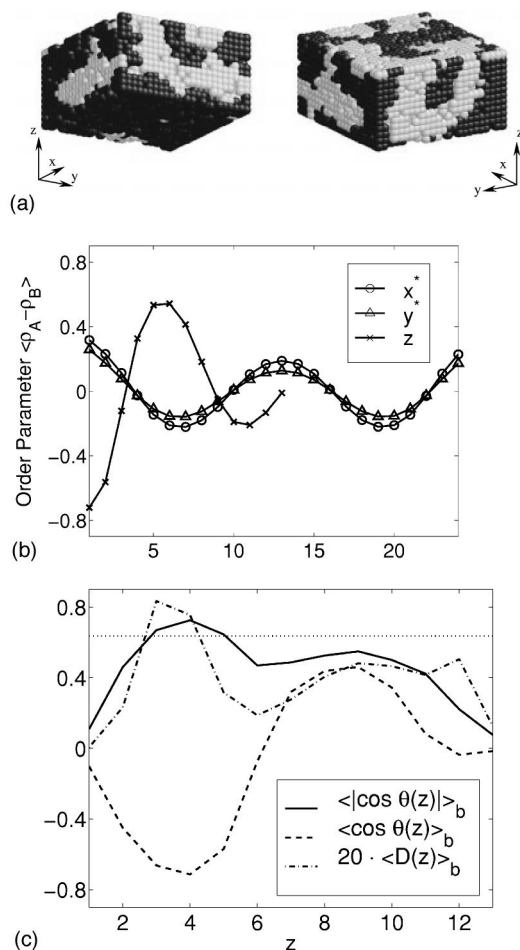 z
x
y
z
x
y
(a)
0.8
0.4
0
−0.4
−0.8
Order Parameter <ρA−ρB>
x*
y*
z
5
10
15
20
(b)
0.8
0.4
0
−0.4
−0.8
<|cos θ(z)|>b
<cos θ(z)>b
20 · <D(z)>b
2
4
6
8
10
12
z
(c)